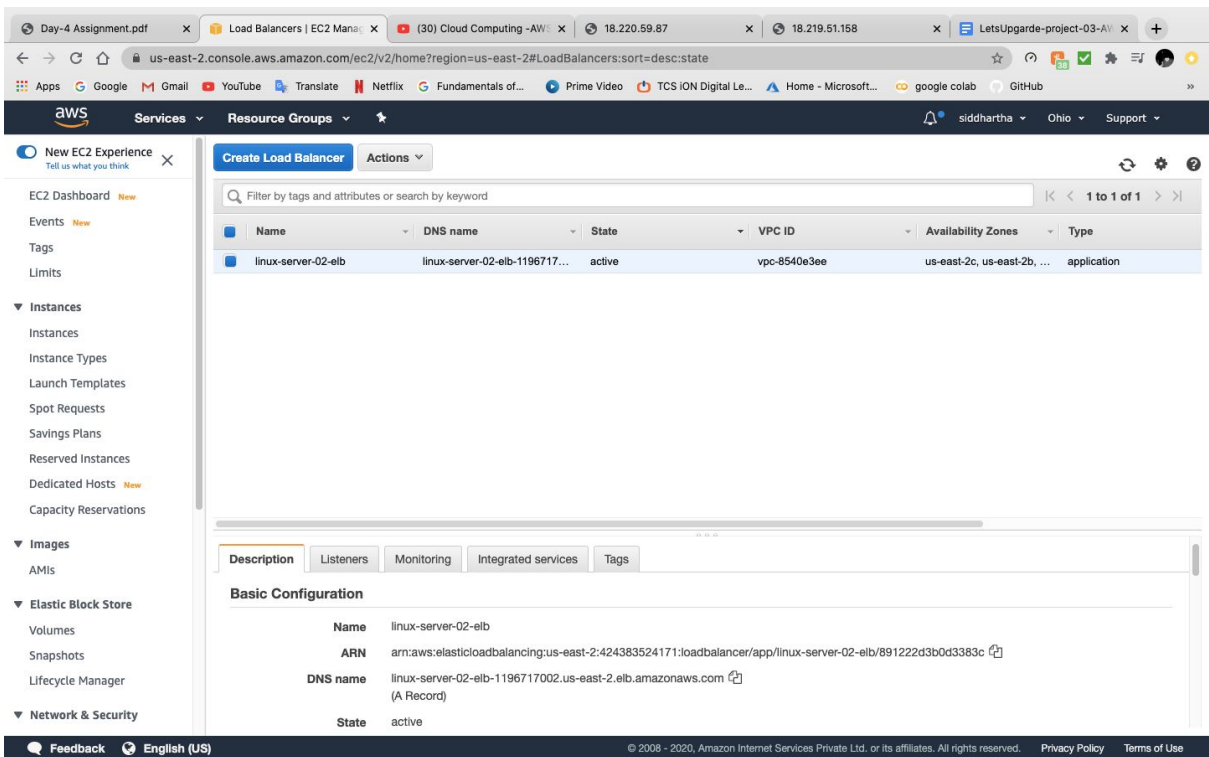 Day-4 Assignment.pdf
Load Balancers | EC2 Manag
(30) Cloud Computing -AWS
18.220.59.87
18.219.51.158
LetsUpgarde-project-03-AW
us-east-2.console.aws.amazon.com/ec2/v2/home?region=us-east-2#LoadBalancers:sort=desc:state
38
Apps Google Gmail YouTube Translate Netflix Fundamentals of... Prime Video TCS iON Digital Le... Home - Microsoft... google colab GitHub »
aws Services Resource Groups siddhartha Ohio Support
New EC2 Experience
Tell us what you think
Create Load Balancer Actions
EC2 Dashboard New
Filter by tags and attributes or search by keyword 1 to 1 of 1
Events New
Name DNS name State VPC ID Availability Zones Type
Tags
linux-server-02-elb linux-server-02-elb-1196717... active vpc-8540e3ee us-east-2c, us-east-2b, ... application
Limits
Instances
Instances
Instance Types
Launch Templates
Spot Requests
Savings Plans
Reserved Instances
Dedicated Hosts New
Capacity Reservations
Images
AMIs
Elastic Block Store
Volumes
Snapshots
Lifecycle Manager
Network & Security
Description Listeners Monitoring Integrated services Tags
Basic Configuration
Name linux-server-02-elb
ARN arn:aws:elasticloadbalancing:us-east-2:424383524171:loadbalancer/app/linux-server-02-elb/891222d3b0d3383c
DNS name linux-server-02-elb-1196717002.us-east-2.elb.amazonaws.com
(A Record)
State active
Feedback English (US) © 2008 - 2020, Amazon Internet Services Private Ltd. or its affiliates. All rights reserved. Privacy Policy Terms of Use